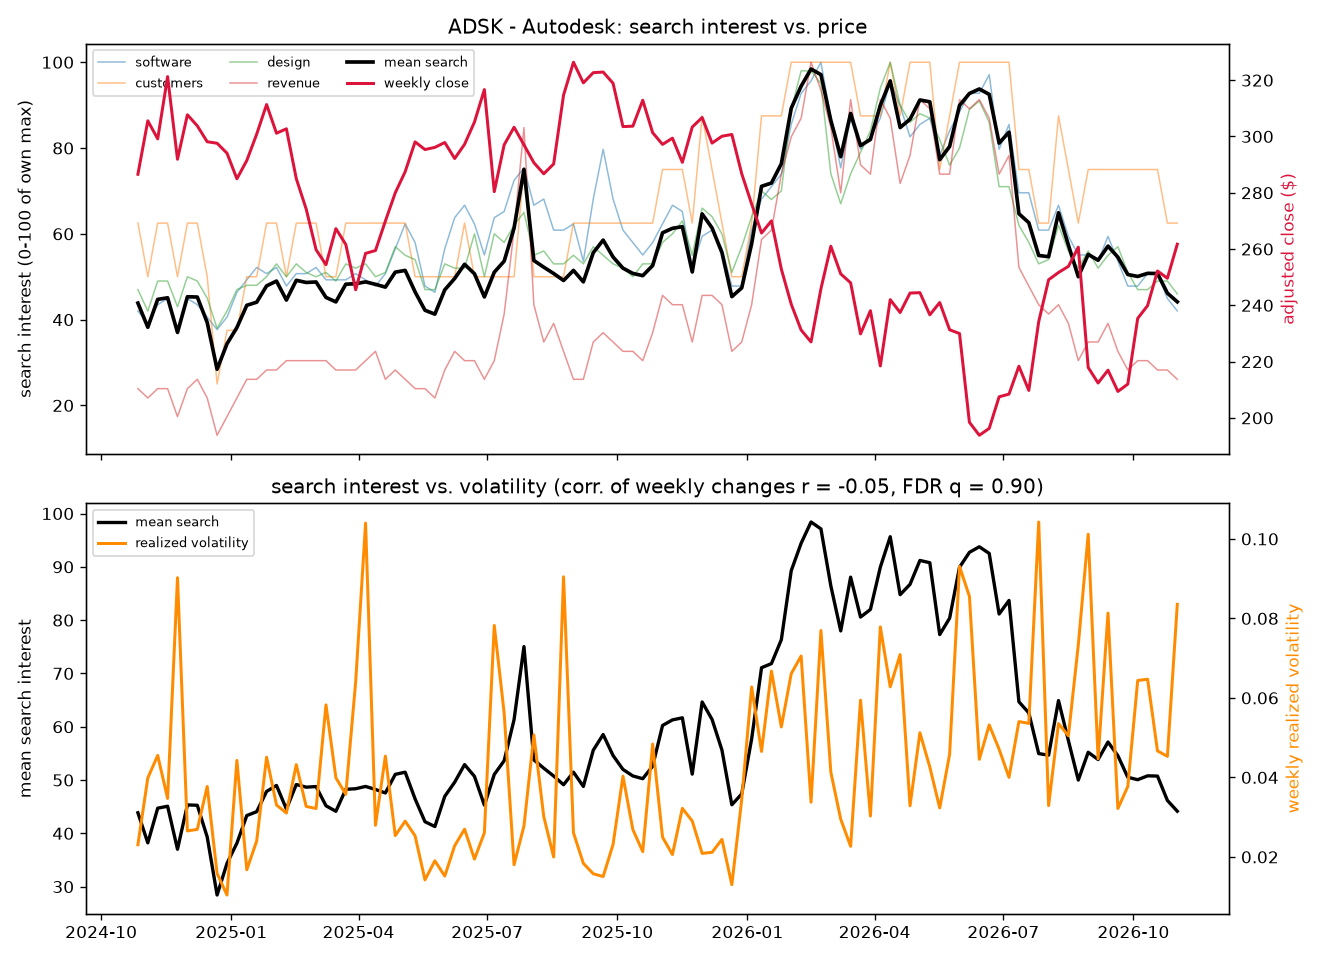 ADSK - Autodesk: search interest vs. price
software
customers
design
revenue
mean search
weekly close
100
80
60
40
20
search interest (0-100 of own max)
320
300
280
260
240
220
200
adjusted close ($)
search interest vs. volatility (corr. of weekly changes r = -0.05, FDR q = 0.90)
mean search
realized volatility
100
90
80
70
60
50
40
30
mean search interest
0.10
0.08
0.06
0.04
0.02
weekly realized volatility
2024-10
2025-01
2025-04
2025-07
2025-10
2026-01
2026-04
2026-07
2026-10